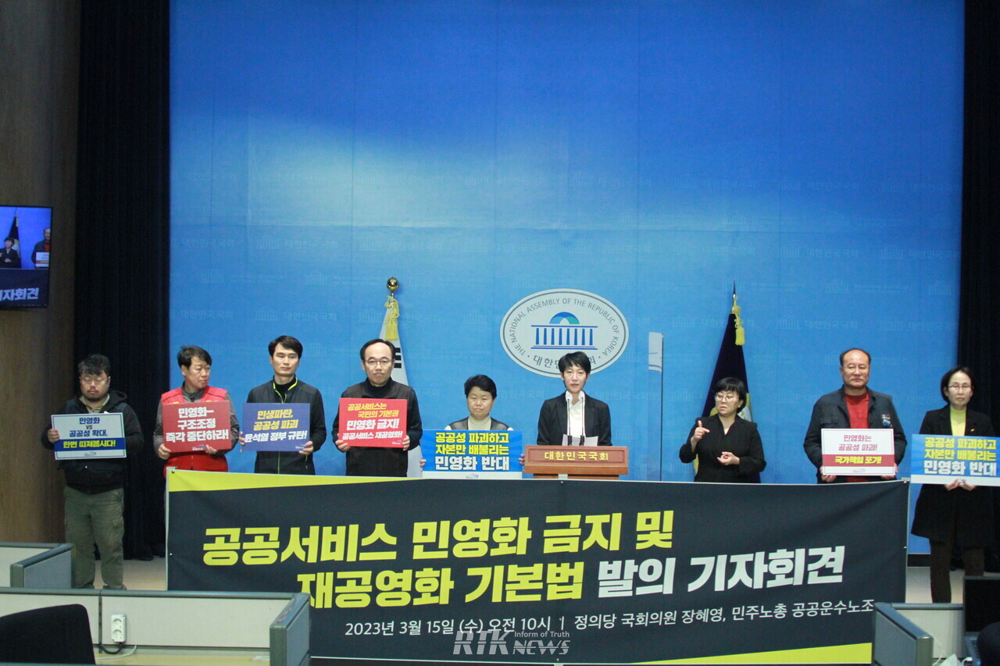 THE NATIONAL ASSEMBLY OF THE REPUBLIC OF KOREA
대한민국국회
민영화
VS
공공성 확대,
한번 따져봅시다!
민영화-
구조조정
즉각 중단하라!
민생파탄,
공공성 파괴
윤석열 정부 규탄!
공공서비스는
국민의 기본권
민영화 금지!
공공서비스 재공영화!
공공성 파괴하고
자본만 배불리는
민영화 반대
대한민국국회
민영화는
공공성 파괴!
국가책임 포기!
공공성 파괴하고
자본만 배불리는
민영화 반대
기자회견
공공서비스 민영화 금지 및
재공영화 기본법 발의 기자회견
2023년 3월 15일 (수) 오전 10시 | 정의당 국회의원 장혜영, 민주노총 공공운수노조
Inform of Truth
RTK NEWS